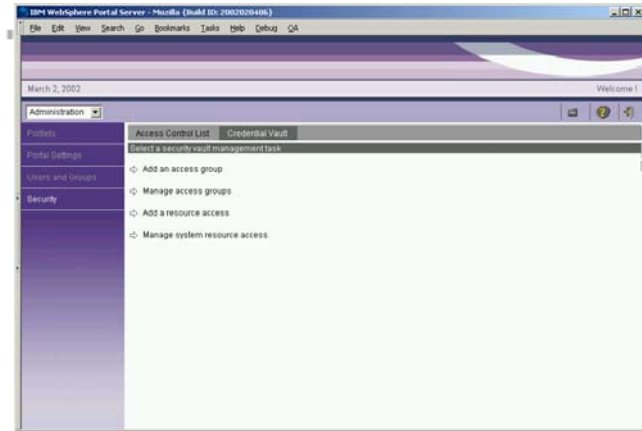 IBM WebSphere Portal Server - Mozilla {Build ID: 2002020406}
File Edit View Search Go Bookmarks Tasks Help Debug QA
March 2, 2002 Welcome !
Administration
Portlets
Portal Settings
Users and Groups
Security
Access Control List Credential Vault
Select a security vault management task
Add an access group
Manage access groups
Add a resource access
Manage system resource access